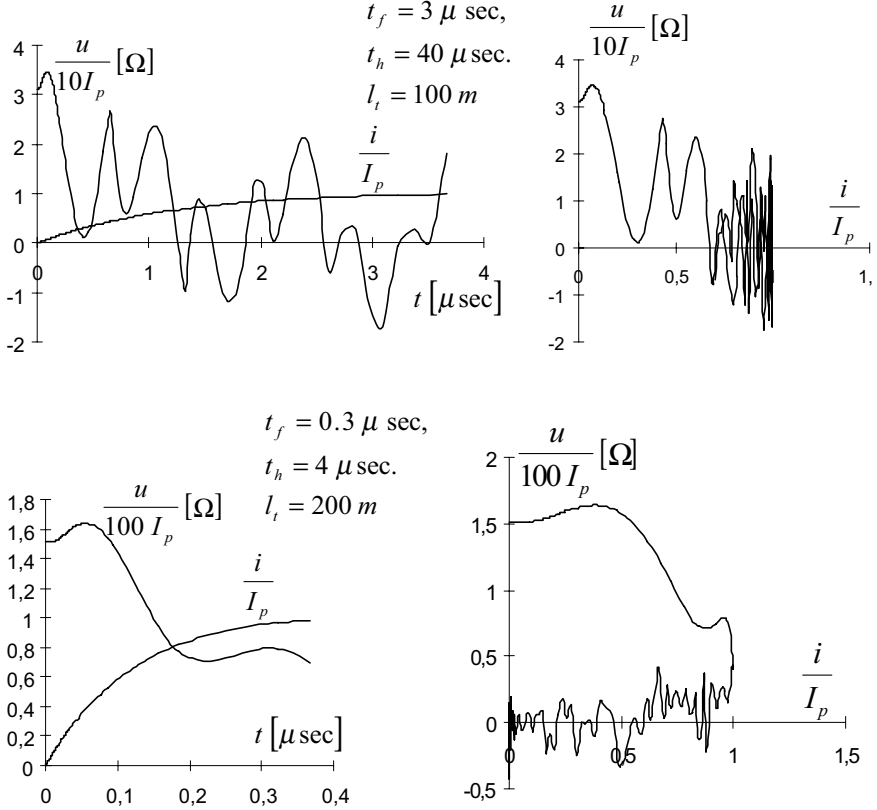 t_f = 3 μ sec,
t_h = 40 μ sec.
l_t = 100 m
u/10I_p [Ω]
i/I_p
4
3
2
1
0
-1
-2
0 1 2 3 4
t [μ sec]
u/10I_p [Ω]
i/I_p
4
3
2
1
0
-1
-2
0 0,5 1,
t_f = 0.3 μ sec,
t_h = 4 μ sec.
l_t = 200 m
u/100 I_p [Ω]
i/I_p
1,8
1,6
1,4
1,2
1
0,8
0,6
0,4
0,2
0
0 0,1 0,2 0,3 0,4
t [μ sec]
u/100 I_p [Ω]
i/I_p
2
1,5
1
0,5
0
-0,5
0 0,5 1 1,5